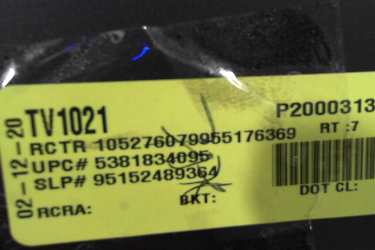 02-12-20
TV1021
P2000313
RCTR 105276079955176369
RT :7
UPC# 5381834095
SLP# 95152489364
DOT CL:
RCRA:
BKT: